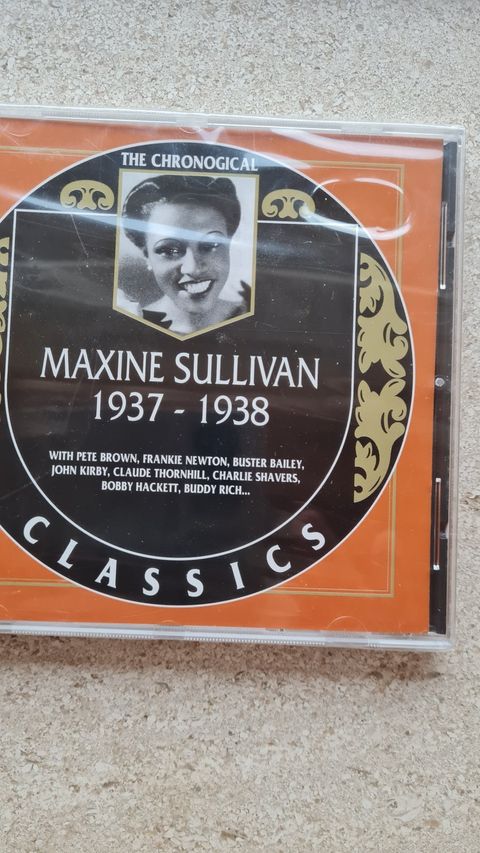 THE CHRONOGICAL
MAXINE SULLIVAN
1937 - 1938
WITH PETE BROWN, FRANKIE NEWTON, BUSTER BAILEY,
JOHN KIRBY, CLAUDE THORNHILL, CHARLIE SHAVERS,
BOBBY HACKETT, BUDDY RICH...
CLASSICS